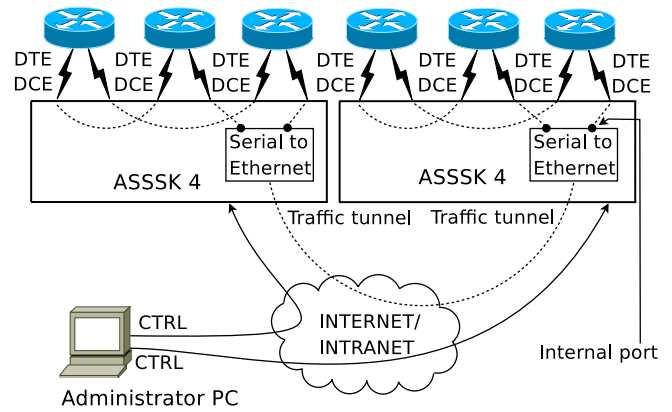 DTE DTE DTE DTE DTE DTE
DCE DCE DCE DCE DCE DCE
Serial to
Ethernet
ASSSK 4
Serial to
Ethernet
ASSSK 4
Traffic tunnel Traffic tunnel
CTRL
CTRL
INTERNET/
INTRANET
Internal port
Administrator PC